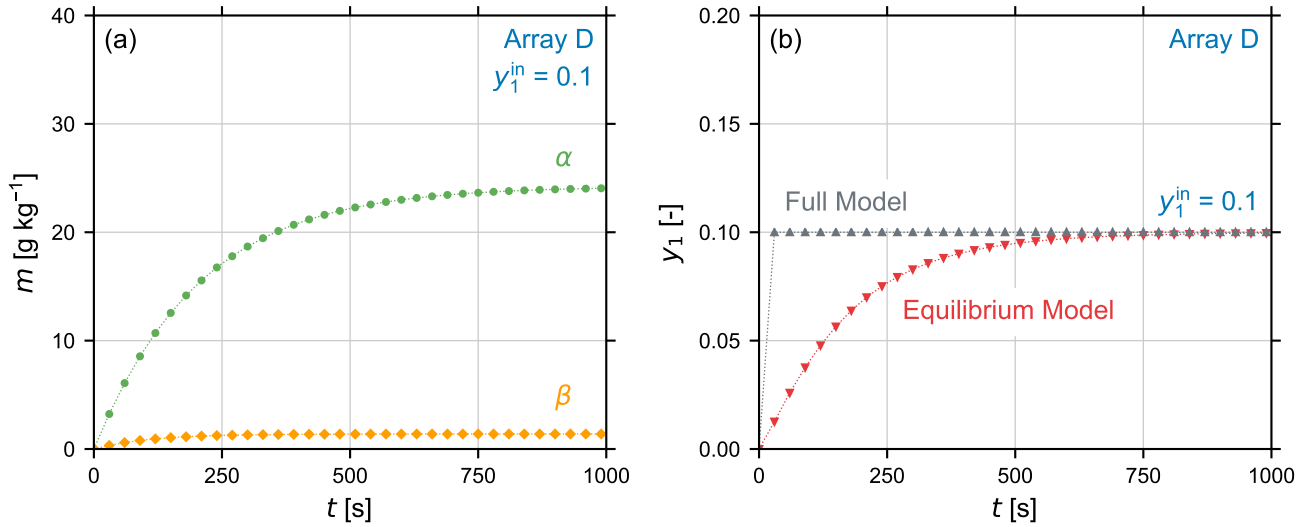 (a)
Array D
y₁ⁱⁿ = 0.1
α
β
m [g kg⁻¹]
40
30
20
10
0
0 250 500 750 1000
t [s]
(b)
Array D
Full Model
y₁ⁱⁿ = 0.1
Equilibrium Model
y₁ [-]
0.20
0.15
0.10
0.05
0.00
0 250 500 750 1000
t [s]